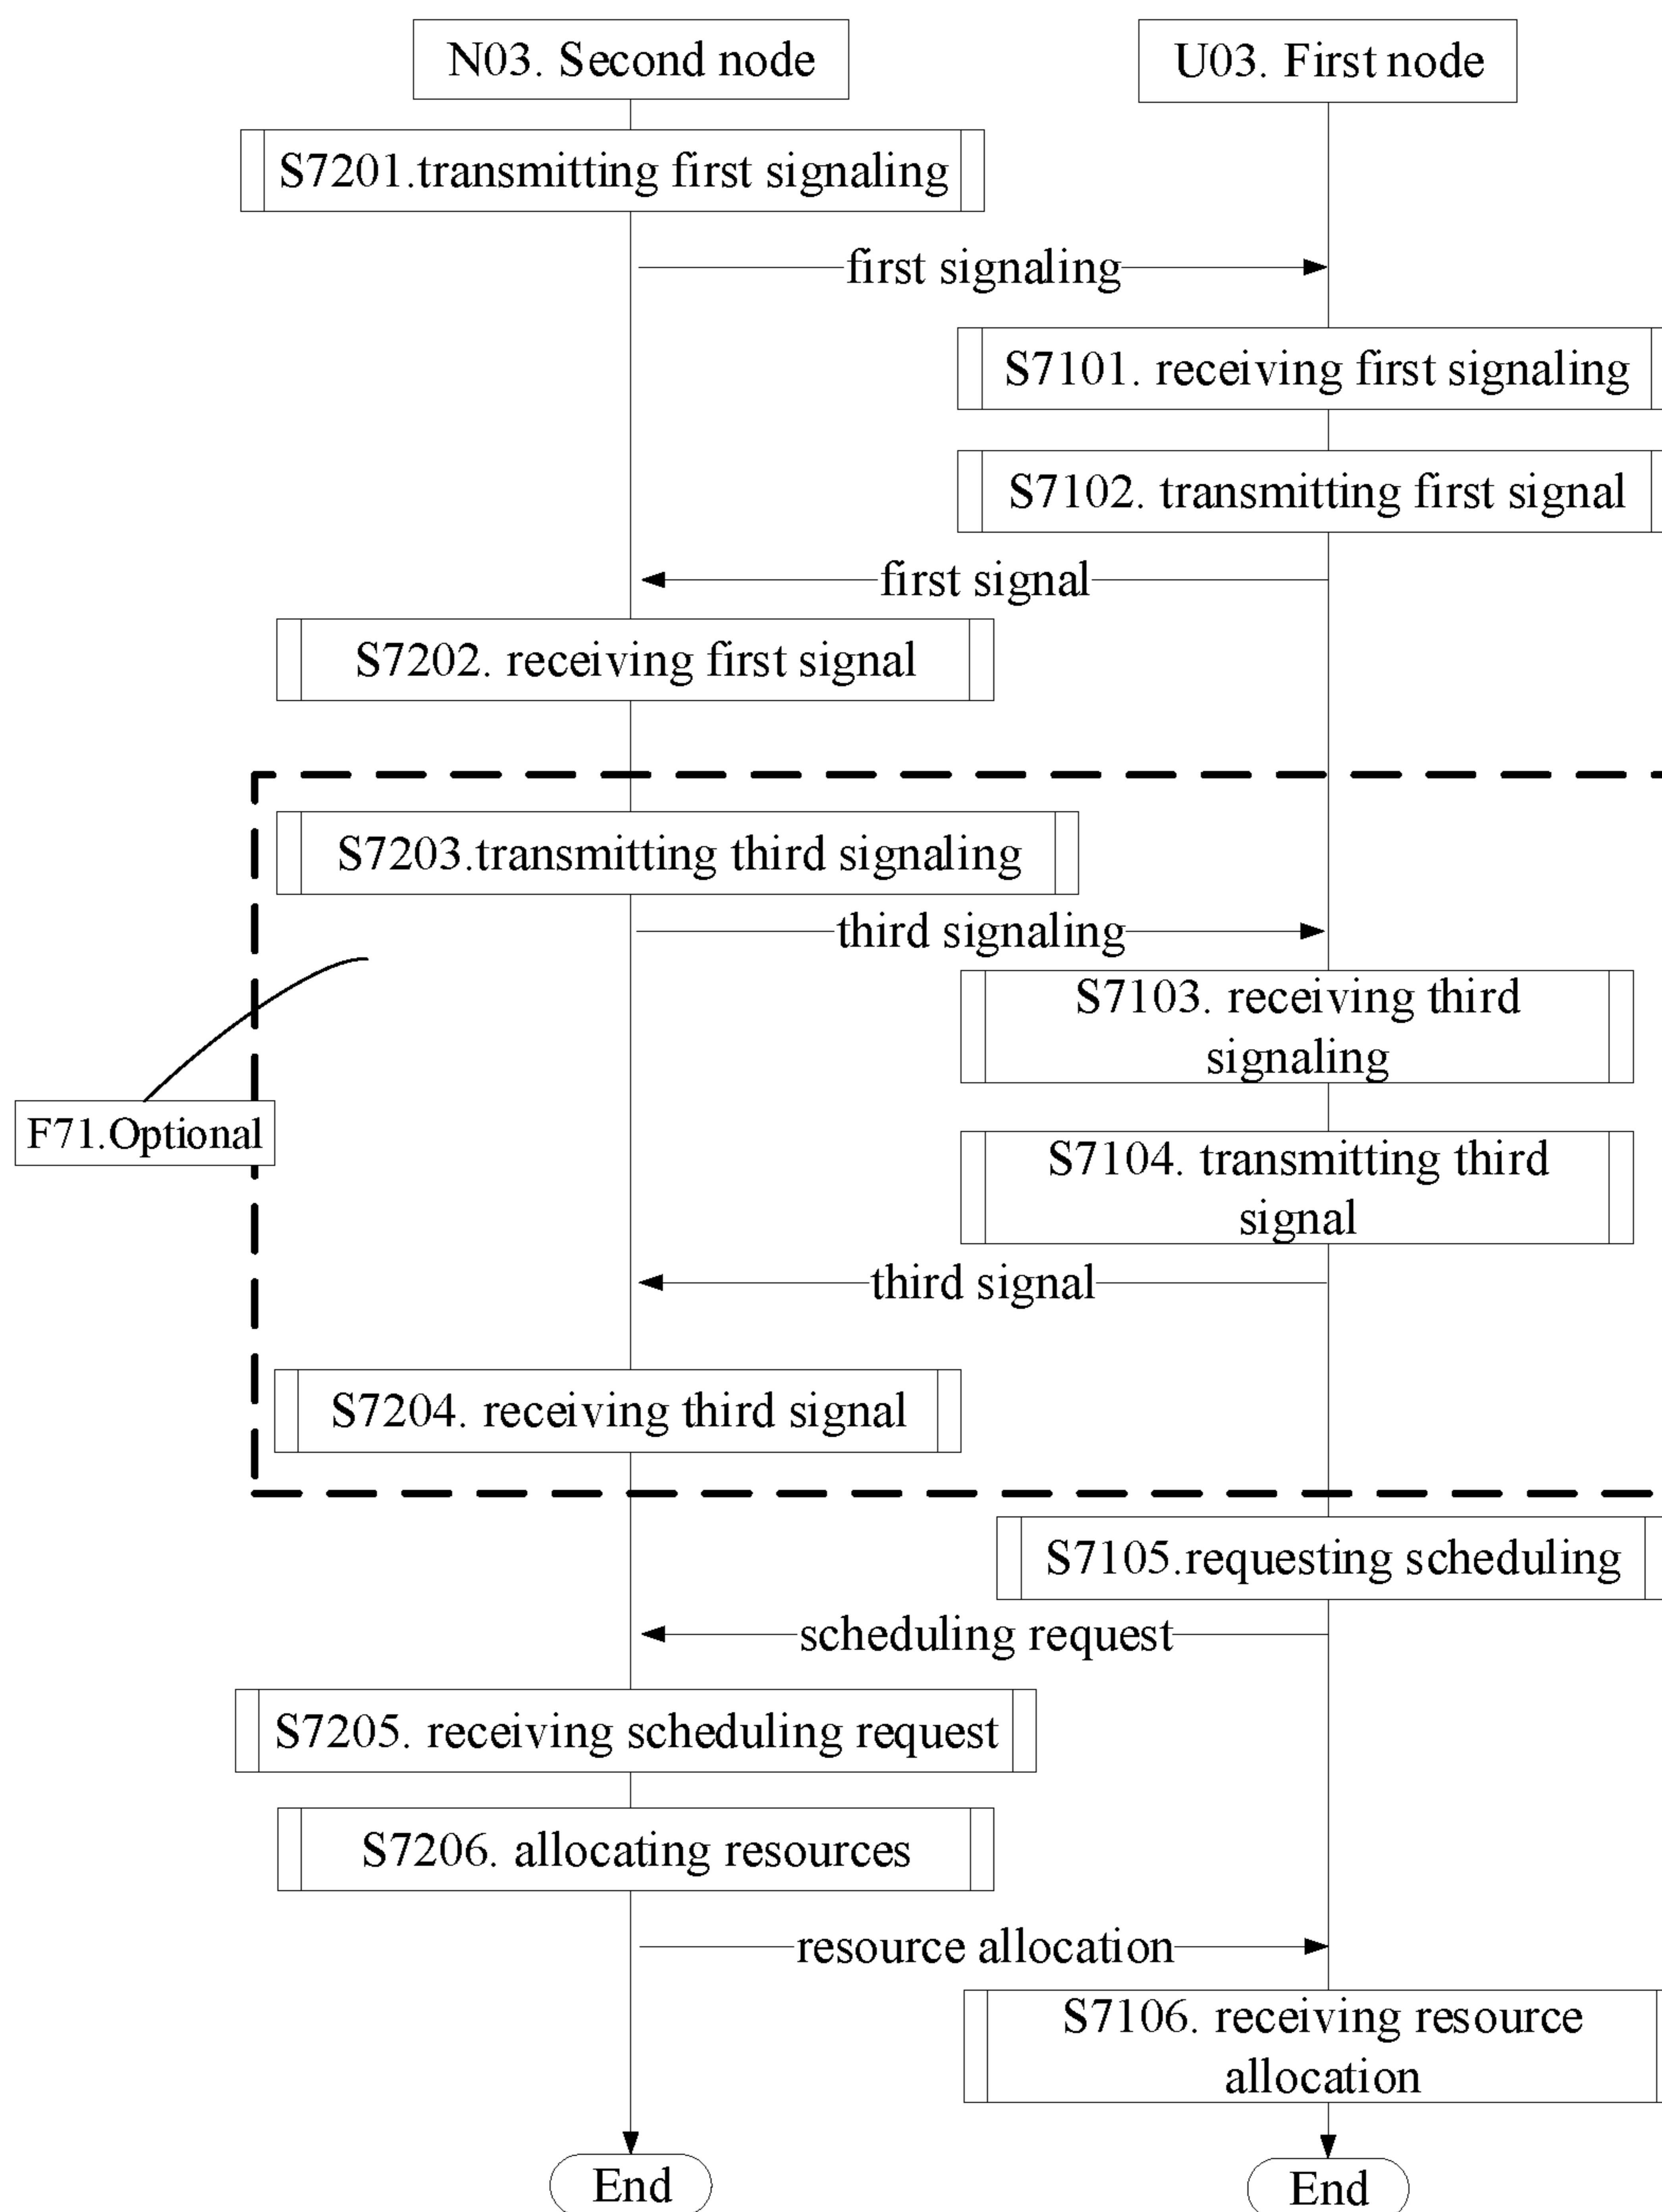 N03. Second node
U03. First node
S7201.transmitting first signaling
first signaling
S7101. receiving first signaling
S7102. transmitting first signal
first signal
S7202. receiving first signal
S7203.transmitting third signaling
third signaling
S7103. receiving third
signaling
F71.Optional
S7104. transmitting third
signal
third signal
S7204. receiving third signal
S7105.requesting scheduling
scheduling request
S7205. receiving scheduling request
S7206. allocating resources
resource allocation
S7106. receiving resource
allocation
End
End